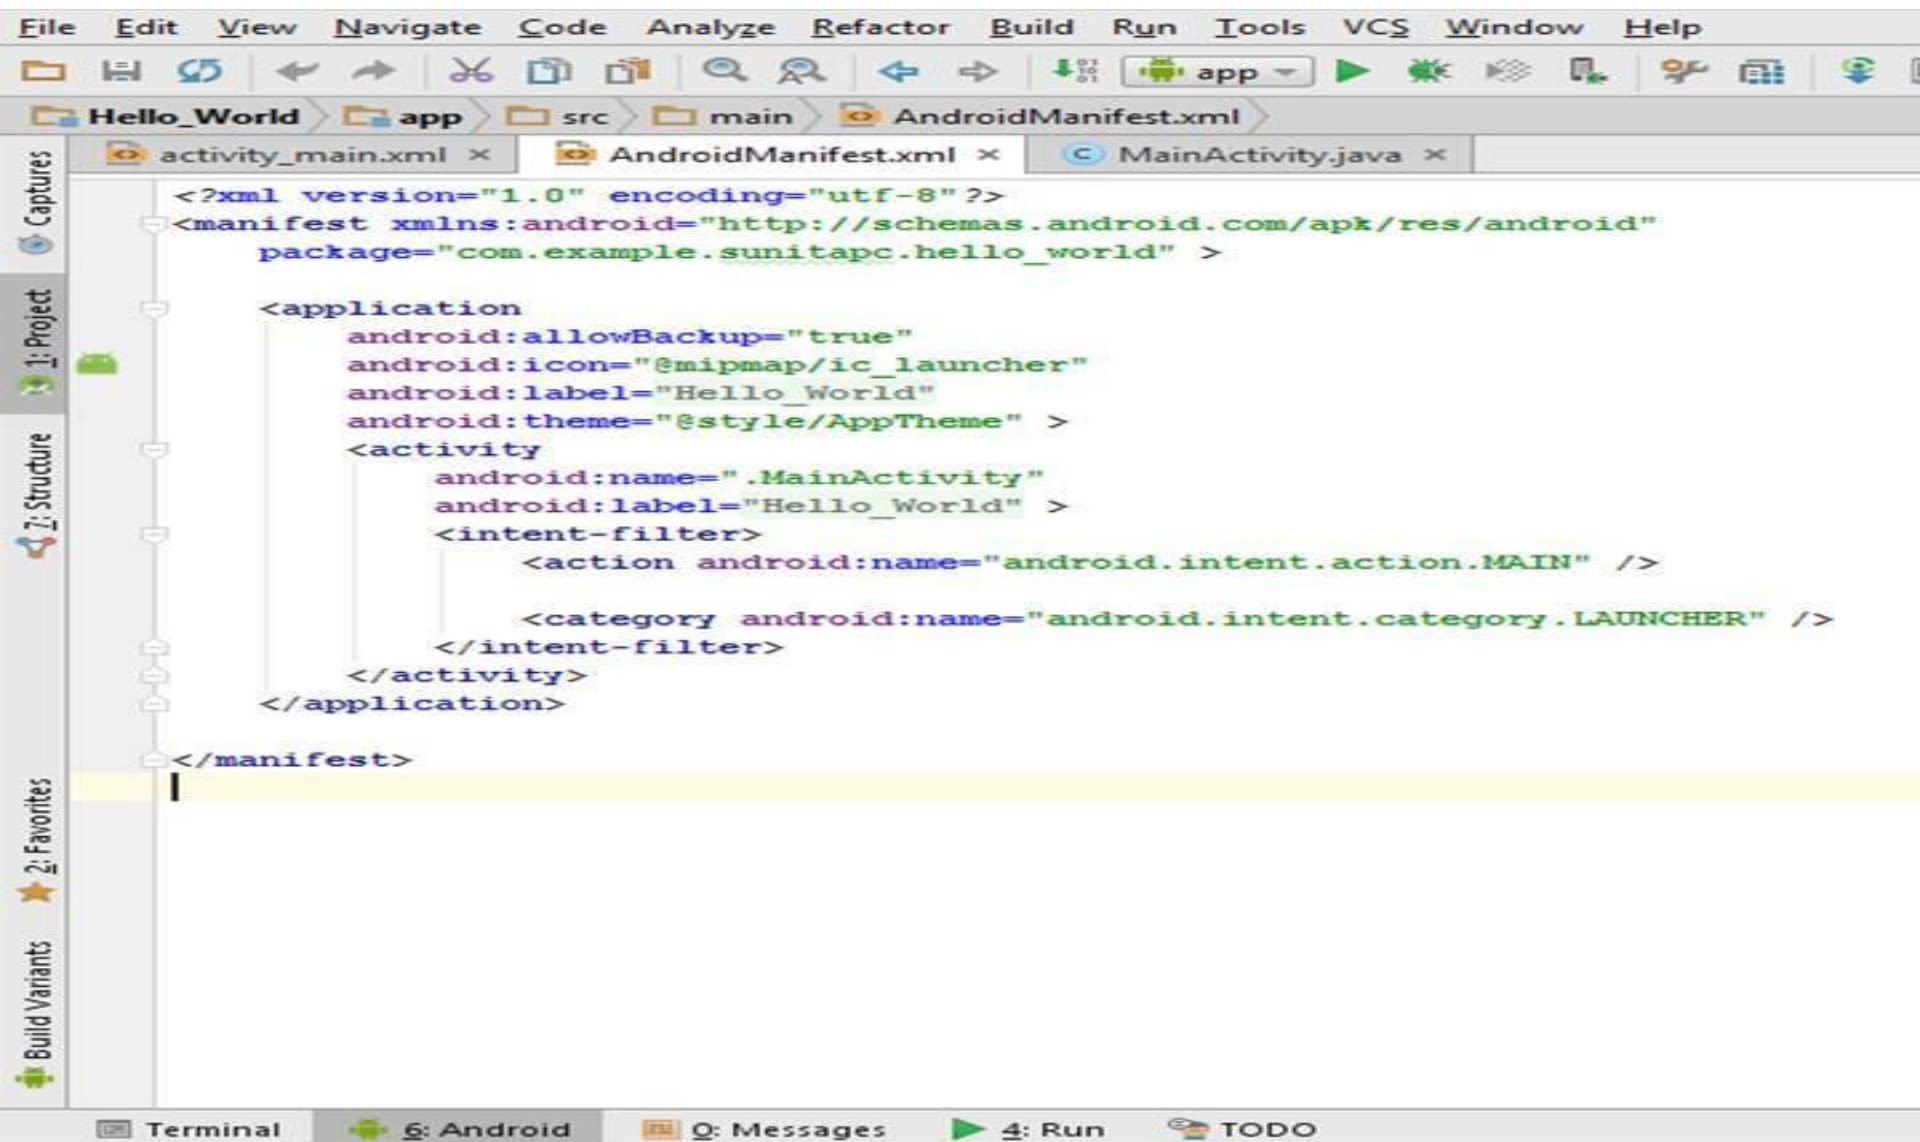 File Edit View Navigate Code Analyze Refactor Build Run Tools VCS Window Help
app
Hello_World app src main AndroidManifest.xml
activity_main.xml × AndroidManifest.xml × MainActivity.java ×
Captures
1: Project
7: Structure
2: Favorites
Build Variants
<?xml version="1.0" encoding="utf-8"?>
<manifest xmlns:android="http://schemas.android.com/apk/res/android"
    package="com.example.sunitapc.hello_world" >

    <application
        android:allowBackup="true"
        android:icon="@mipmap/ic_launcher"
        android:label="Hello_World"
        android:theme="@style/AppTheme" >
        <activity
            android:name=".MainActivity"
            android:label="Hello_World" >
            <intent-filter>
                <action android:name="android.intent.action.MAIN" />

                <category android:name="android.intent.category.LAUNCHER" />
            </intent-filter>
        </activity>
    </application>

</manifest>
Terminal 6: Android 0: Messages 4: Run TODO